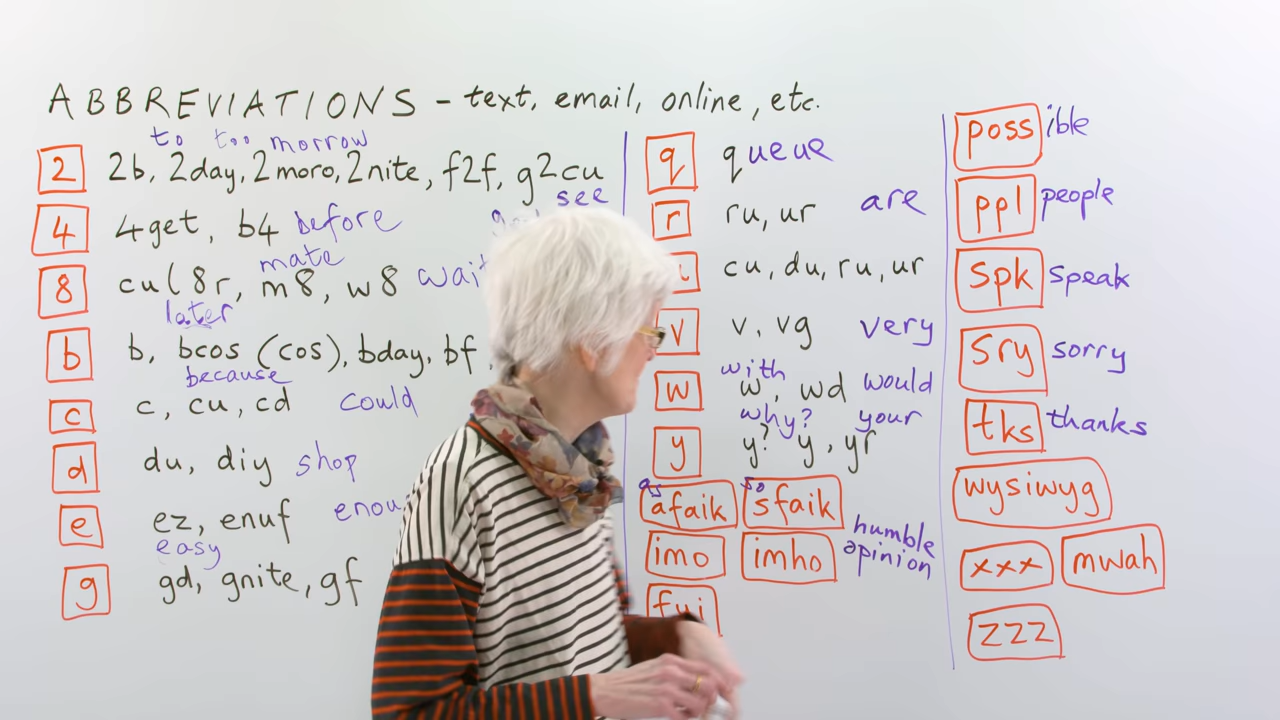 ABBREVIATIONS - text, email, online, etc.
to too morrow
2 2b, 2day, 2moro, 2nite, f2f, g2cu
see
4 4get, b4 before
mate
8 cul8r, m8, w8 wait
later
b b, bcos (cos), bday, bf,
because
c c, cu, cd could
d du, diy shop
e ez, enuf
easy
g gd, gnite, gf
q queue
r ru, ur are
cu, du, ru, ur
v v, vg very
with
w w, wd would
why? your
y y? y, yr
as so
afaik sfaik
humble
imo imho opinion
fyi
possible
ppl people
spk speak
sry sorry
tks thanks
wysiwyg
xxx mwah
zzz